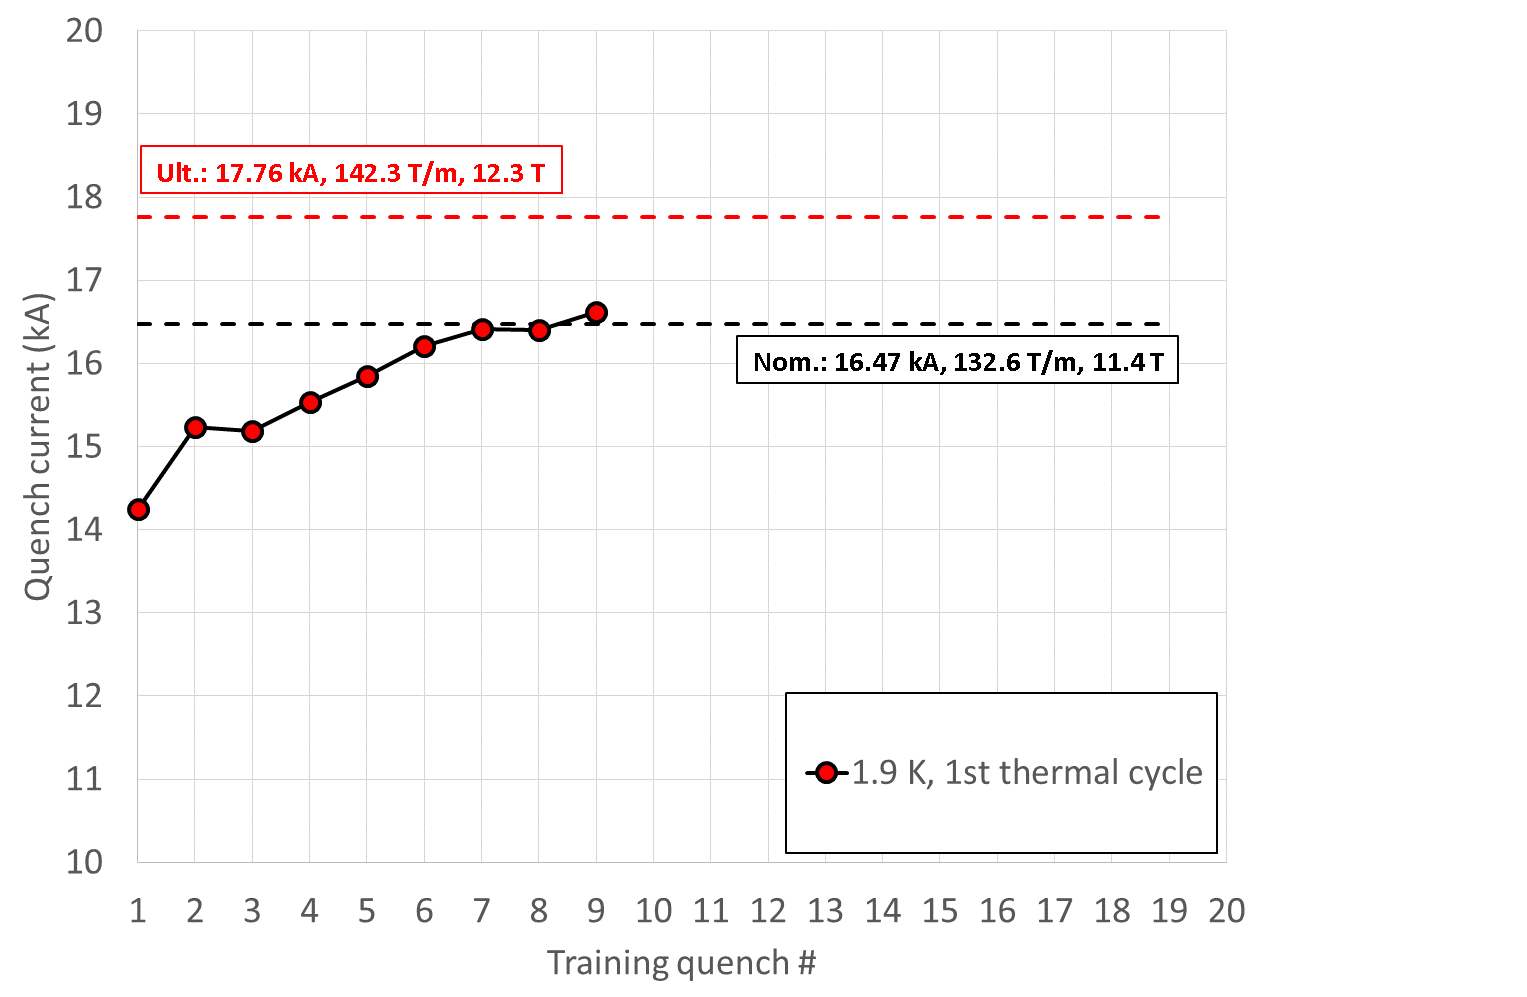 20
19
18
17
16
15
14
13
12
11
10
Quench current (kA)
Ult.: 17.76 kA, 142.3 T/m, 12.3 T
Nom.: 16.47 kA, 132.6 T/m, 11.4 T
1.9 K, 1st thermal cycle
1 2 3 4 5 6 7 8 9 10 11 12 13 14 15 16 17 18 19 20
Training quench #